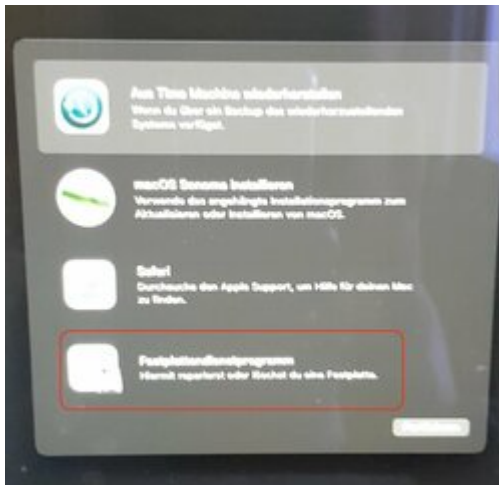 Aus Time Machine wiederherstellen
Wenn du über ein Backup des wiederherzustellenden
Systems verfügst.
macOS Sonoma installieren
Verwende das angehängte Installationsprogramm zum
Aktualisieren oder Installieren von macOS.
Safari
Durchsuche den Apple Support, um Hilfe für deinen Mac
zu finden.
Festplattendienstprogramm
Hiermit reparierst oder löschst du eine Festplatte.